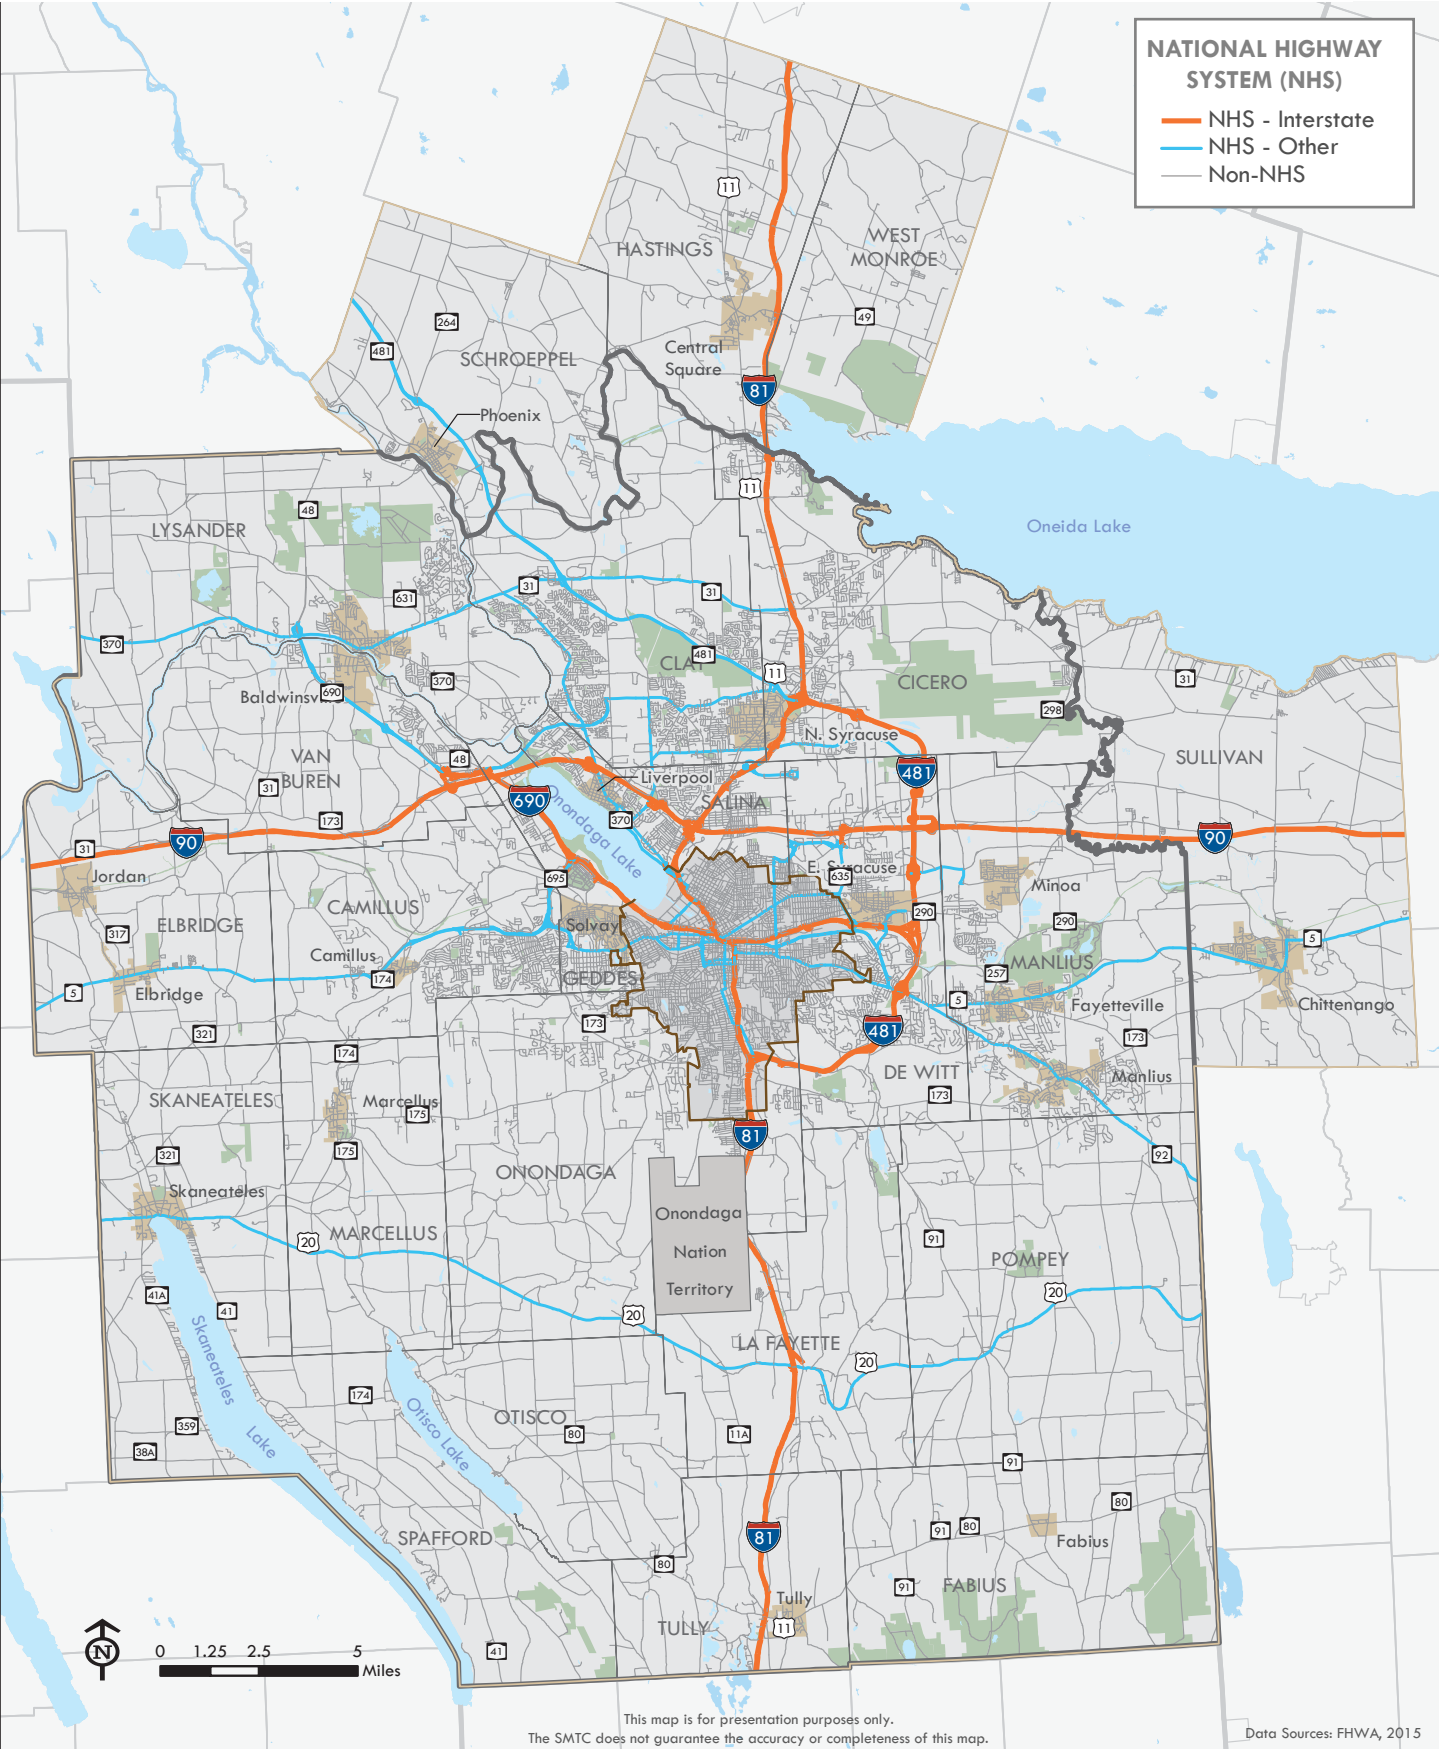 NATIONAL HIGHWAY
SYSTEM (NHS)
NHS - Interstate
NHS - Other
Non-NHS
11
HASTINGS
WEST
MONROE
264
49
481
SCHROEPPEL
Central
Square
81
Phoenix
11
48
LYSANDER
Oneida Lake
31
31
631
370
CLAY
481
11
CICERO
31
370
690
298
N. Syracuse
VAN
BUREN
48
SULLIVAN
481
Liverpool
31
690
SALINA
Onondaga Lake
173
370
90
90
31
Jordan
E. Syracuse
635
695
Minoa
CAMILLUS
ELBRIDGE
290
290
317
Solvay
5
Camillus
MANLIUS
174
GEDDES
257
5
Elbridge
5
Fayetteville
Chittenango
173
481
321
173
174
DE WITT
Manlius
SKANEATELES
Marcellus
175
173
81
175
321
92
ONONDAGA
Skaneateles
Onondaga
Nation
Territory
MARCELLUS
20
91
POMPEY
41A
41
20
20
Skaneateles
Lake
LA FAYETTE
20
174
Otisco Lake
359
OTISCO
80
11A
38A
91
80
SPAFFORD
81
91
80
Fabius
80
91
FABIUS
Tully
TULLY
11
41
N
0 1.25 2.5 5
Miles
This map is for presentation purposes only.
The SMTC does not guarantee the accuracy or completeness of this map.
Data Sources: FHWA, 2015